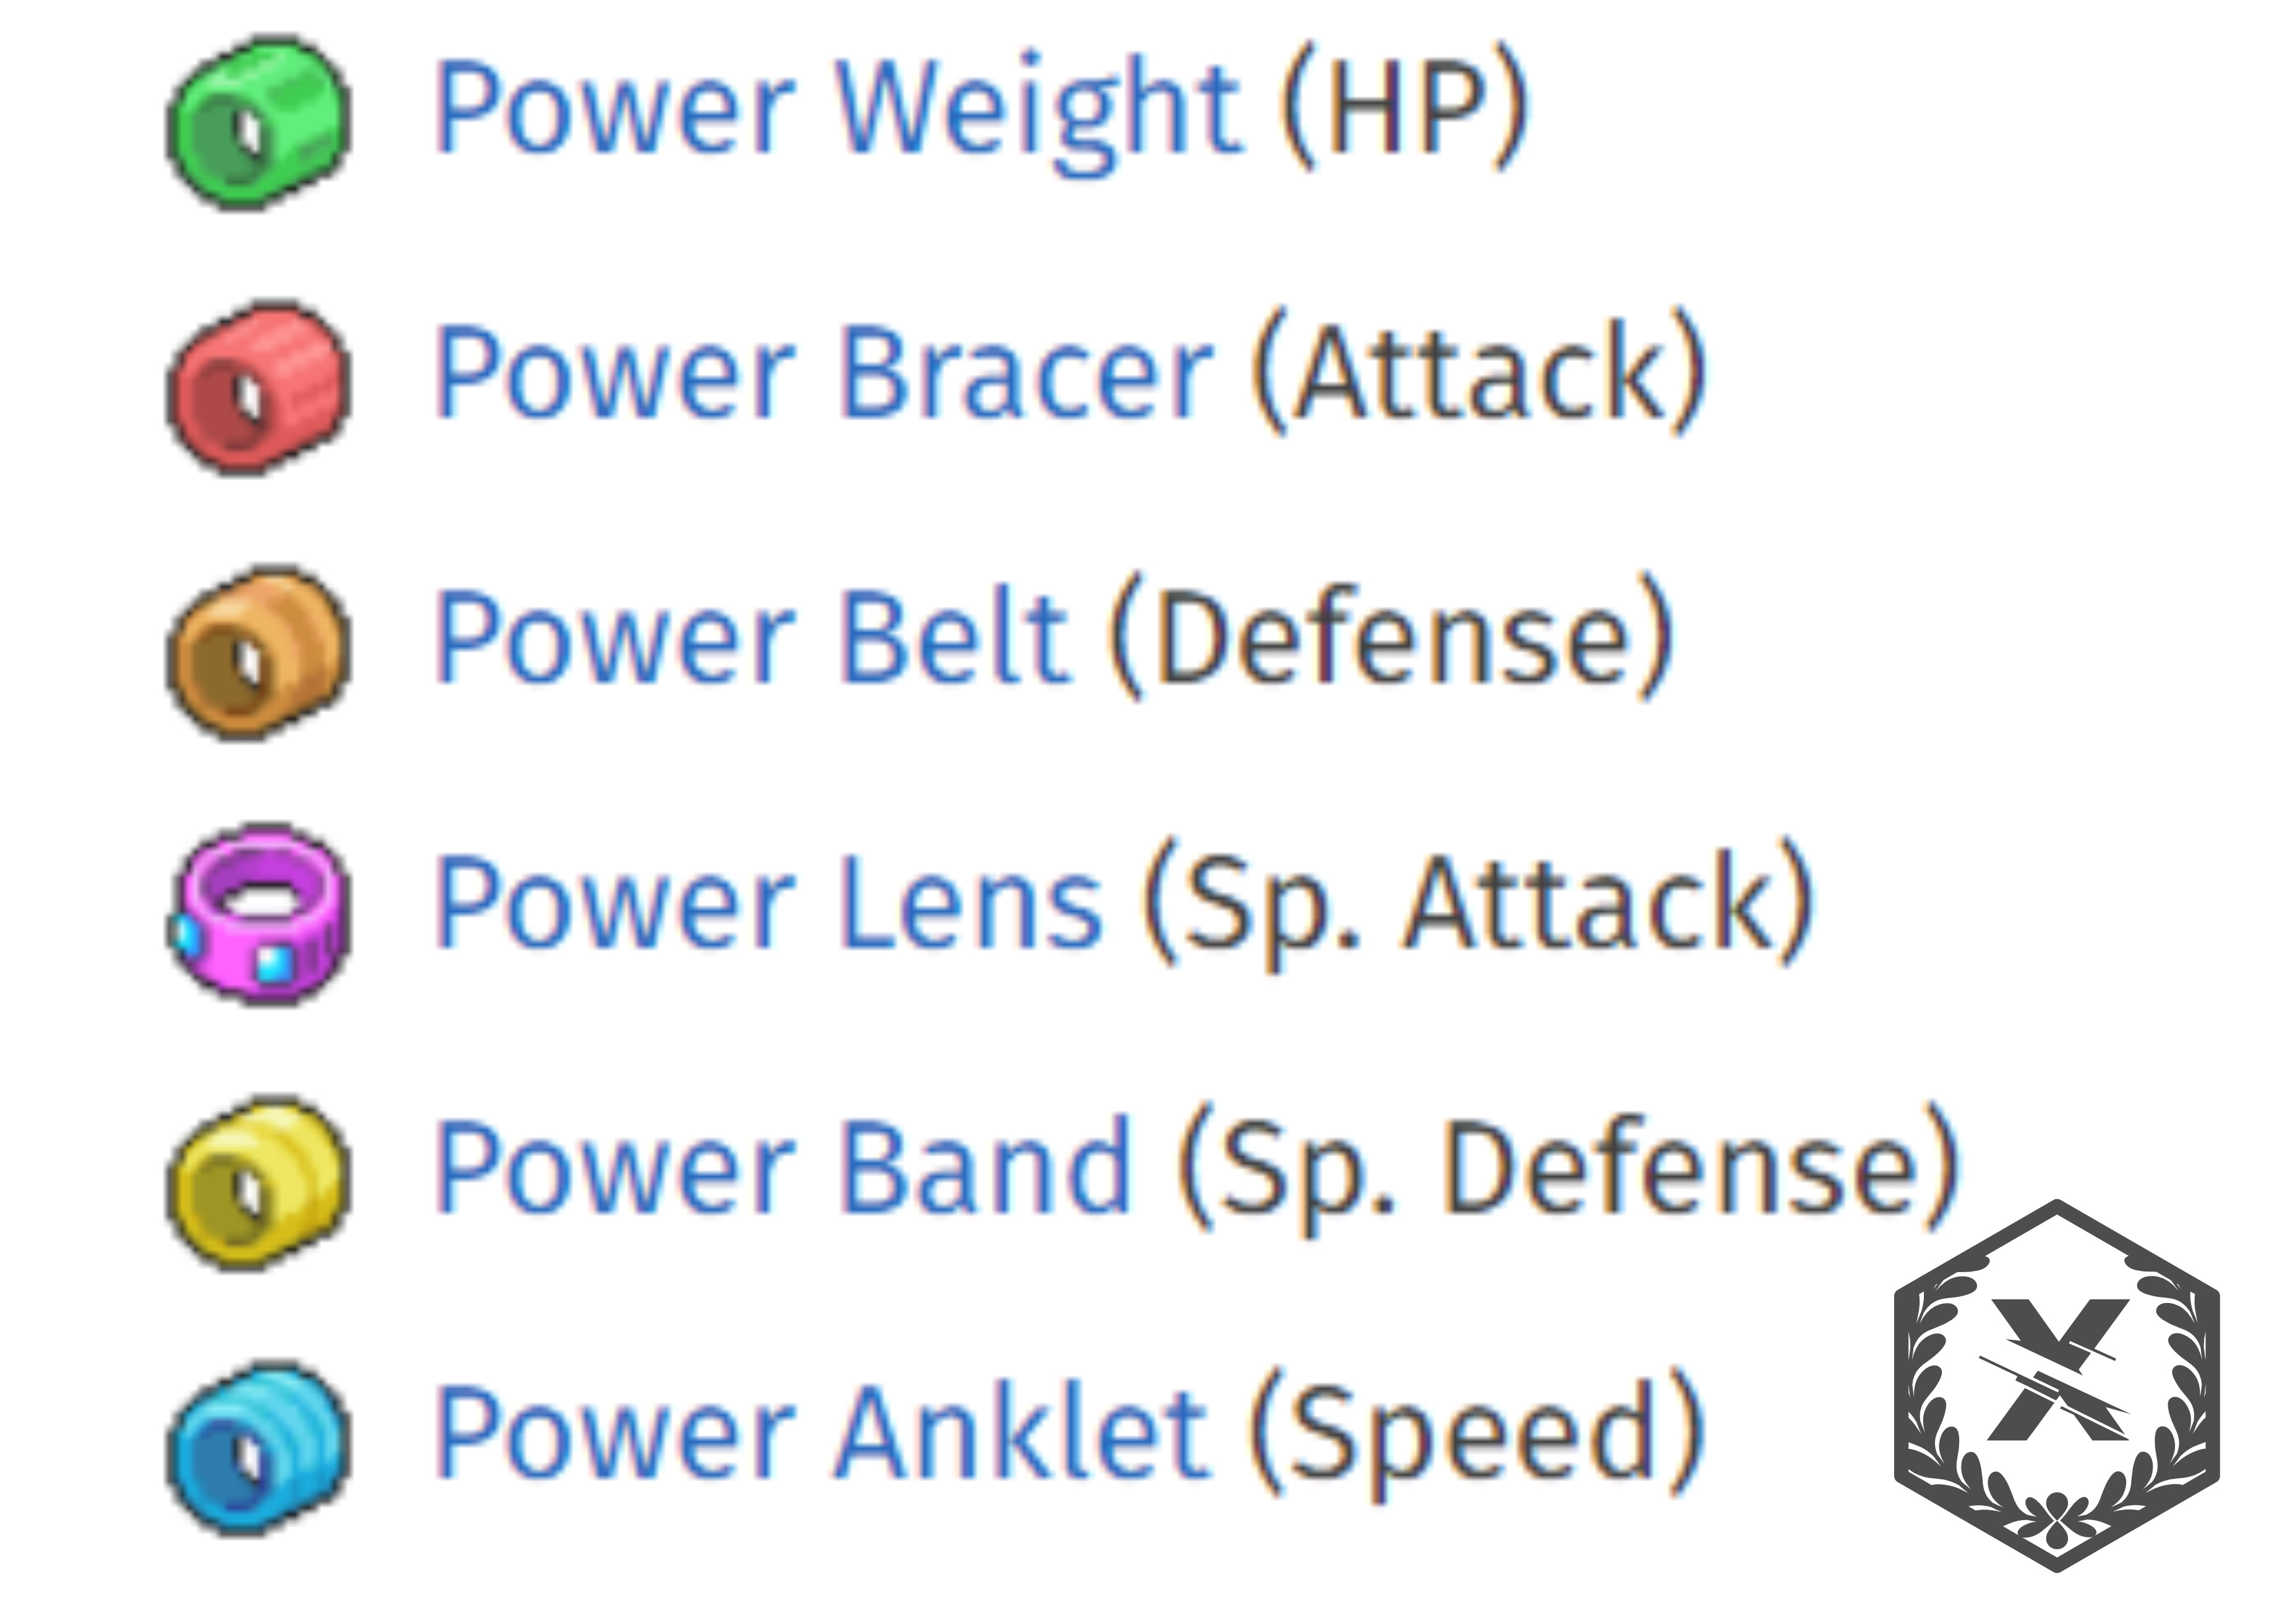 Power Weight (HP)
Power Bracer (Attack)
Power Belt (Defense)
Power Lens (Sp. Attack)
Power Band (Sp. Defense)
Power Anklet (Speed)
X